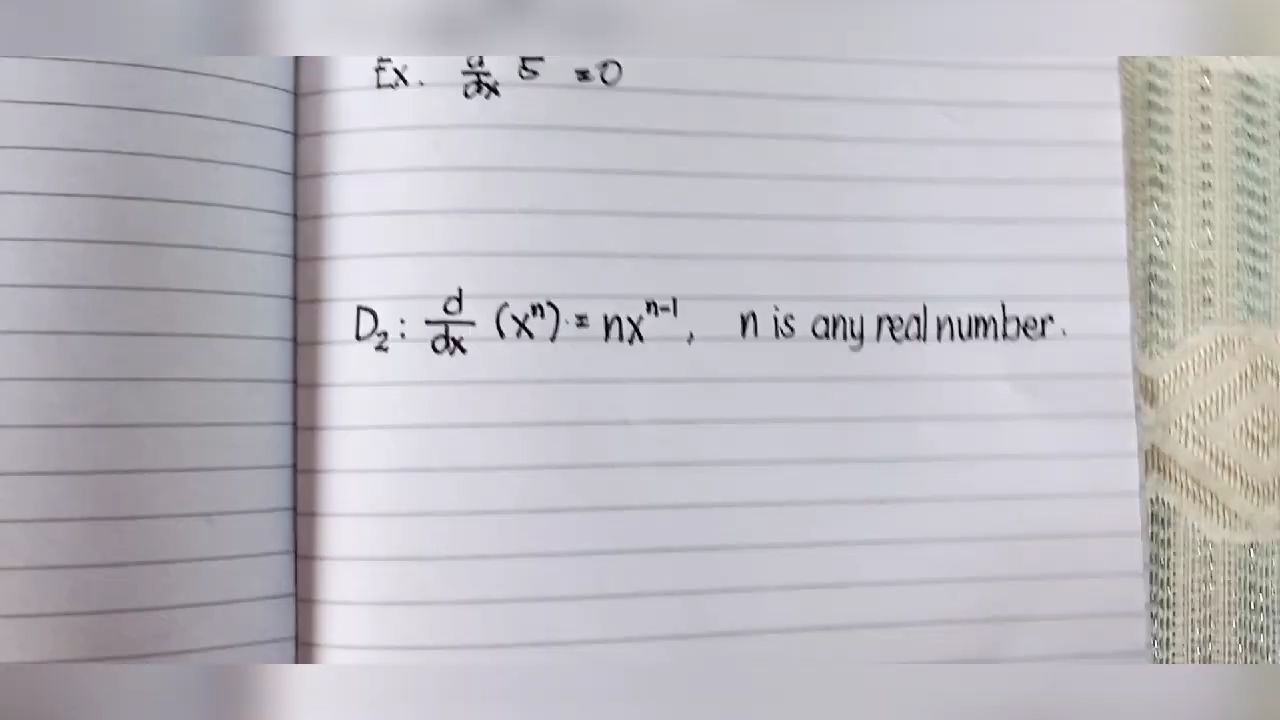 Ex. d/dx 5 = 0
D₂: d/dx (xⁿ) = nxⁿ⁻¹, n is any real number.